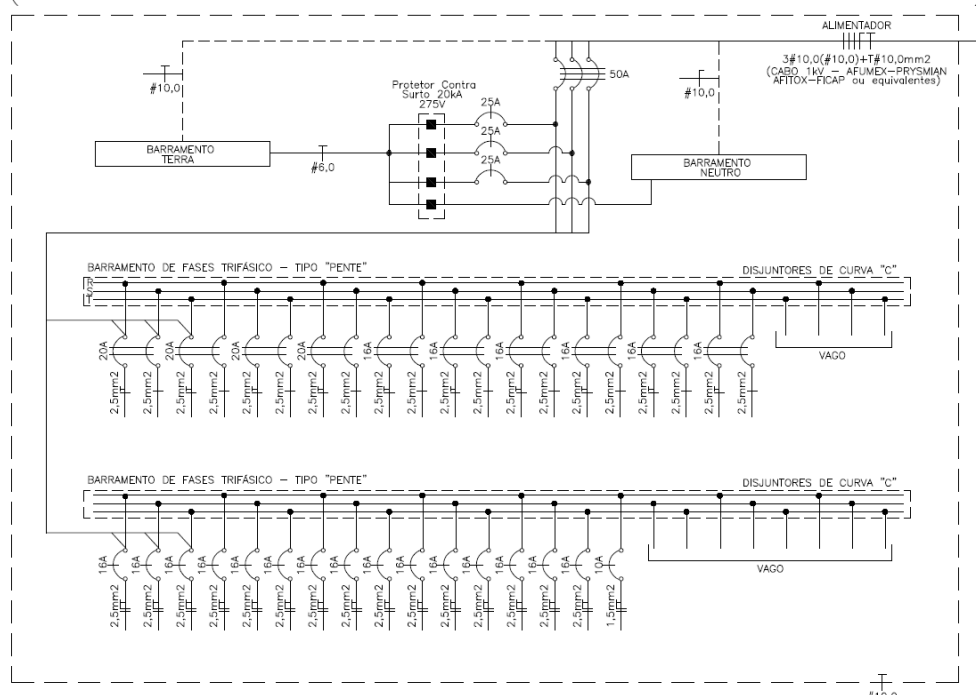 ALIMENTADOR
3#10,0(#10,0)+T#10,0mm2
(CABO 1kV – AFUMEX-PRYSMIAN
AFITOX-FICAP ou equivalentes)
50A
#10,0
#10,0
Protetor Contra
Surto 20kA
275V
25A
25A
25A
BARRAMENTO
TERRA
#6,0
BARRAMENTO
NEUTRO
BARRAMENTO DE FASES TRIFÁSICO – TIPO "PENTE"
DISJUNTORES DE CURVA "C"
R
S
T
20A 20A 20A 20A 16A 16A 16A 16A 16A 16A
VAGO
2,5mm2 2,5mm2 2,5mm2 2,5mm2 2,5mm2 2,5mm2 2,5mm2 2,5mm2 2,5mm2 2,5mm2 2,5mm2 2,5mm2 2,5mm2 2,5mm2 2,5mm2 2,5mm2 2,5mm2 2,5mm2 2,5mm2 2,5mm2
BARRAMENTO DE FASES TRIFÁSICO – TIPO "PENTE"
DISJUNTORES DE CURVA "C"
16A 16A 16A 16A 16A 16A 16A 16A 16A 16A 16A 16A 16A 16A 16A 10A
VAGO
2,5mm2 2,5mm2 2,5mm2 2,5mm2 2,5mm2 2,5mm2 2,5mm2 2,5mm2 2,5mm2 2,5mm2 2,5mm2 2,5mm2 2,5mm2 2,5mm2 2,5mm2 1,5mm2